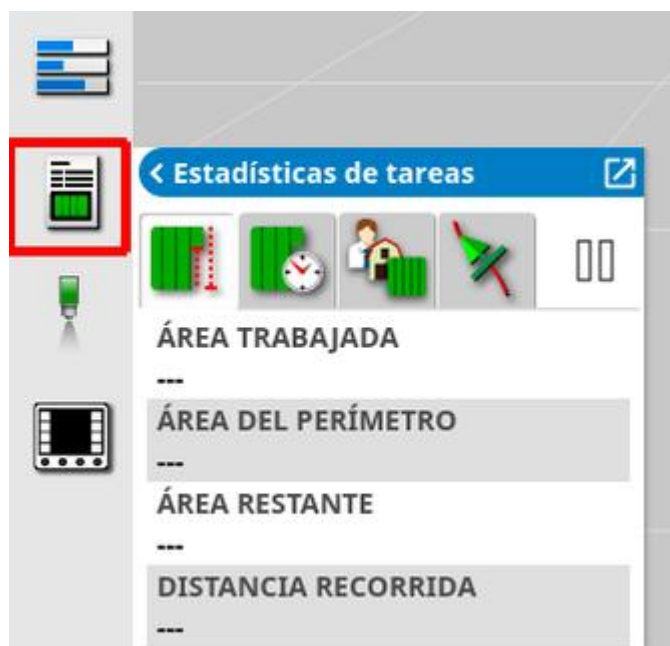 Estadísticas de tareas
ÁREA TRABAJADA
---
ÁREA DEL PERÍMETRO
---
ÁREA RESTANTE
---
DISTANCIA RECORRIDA
---